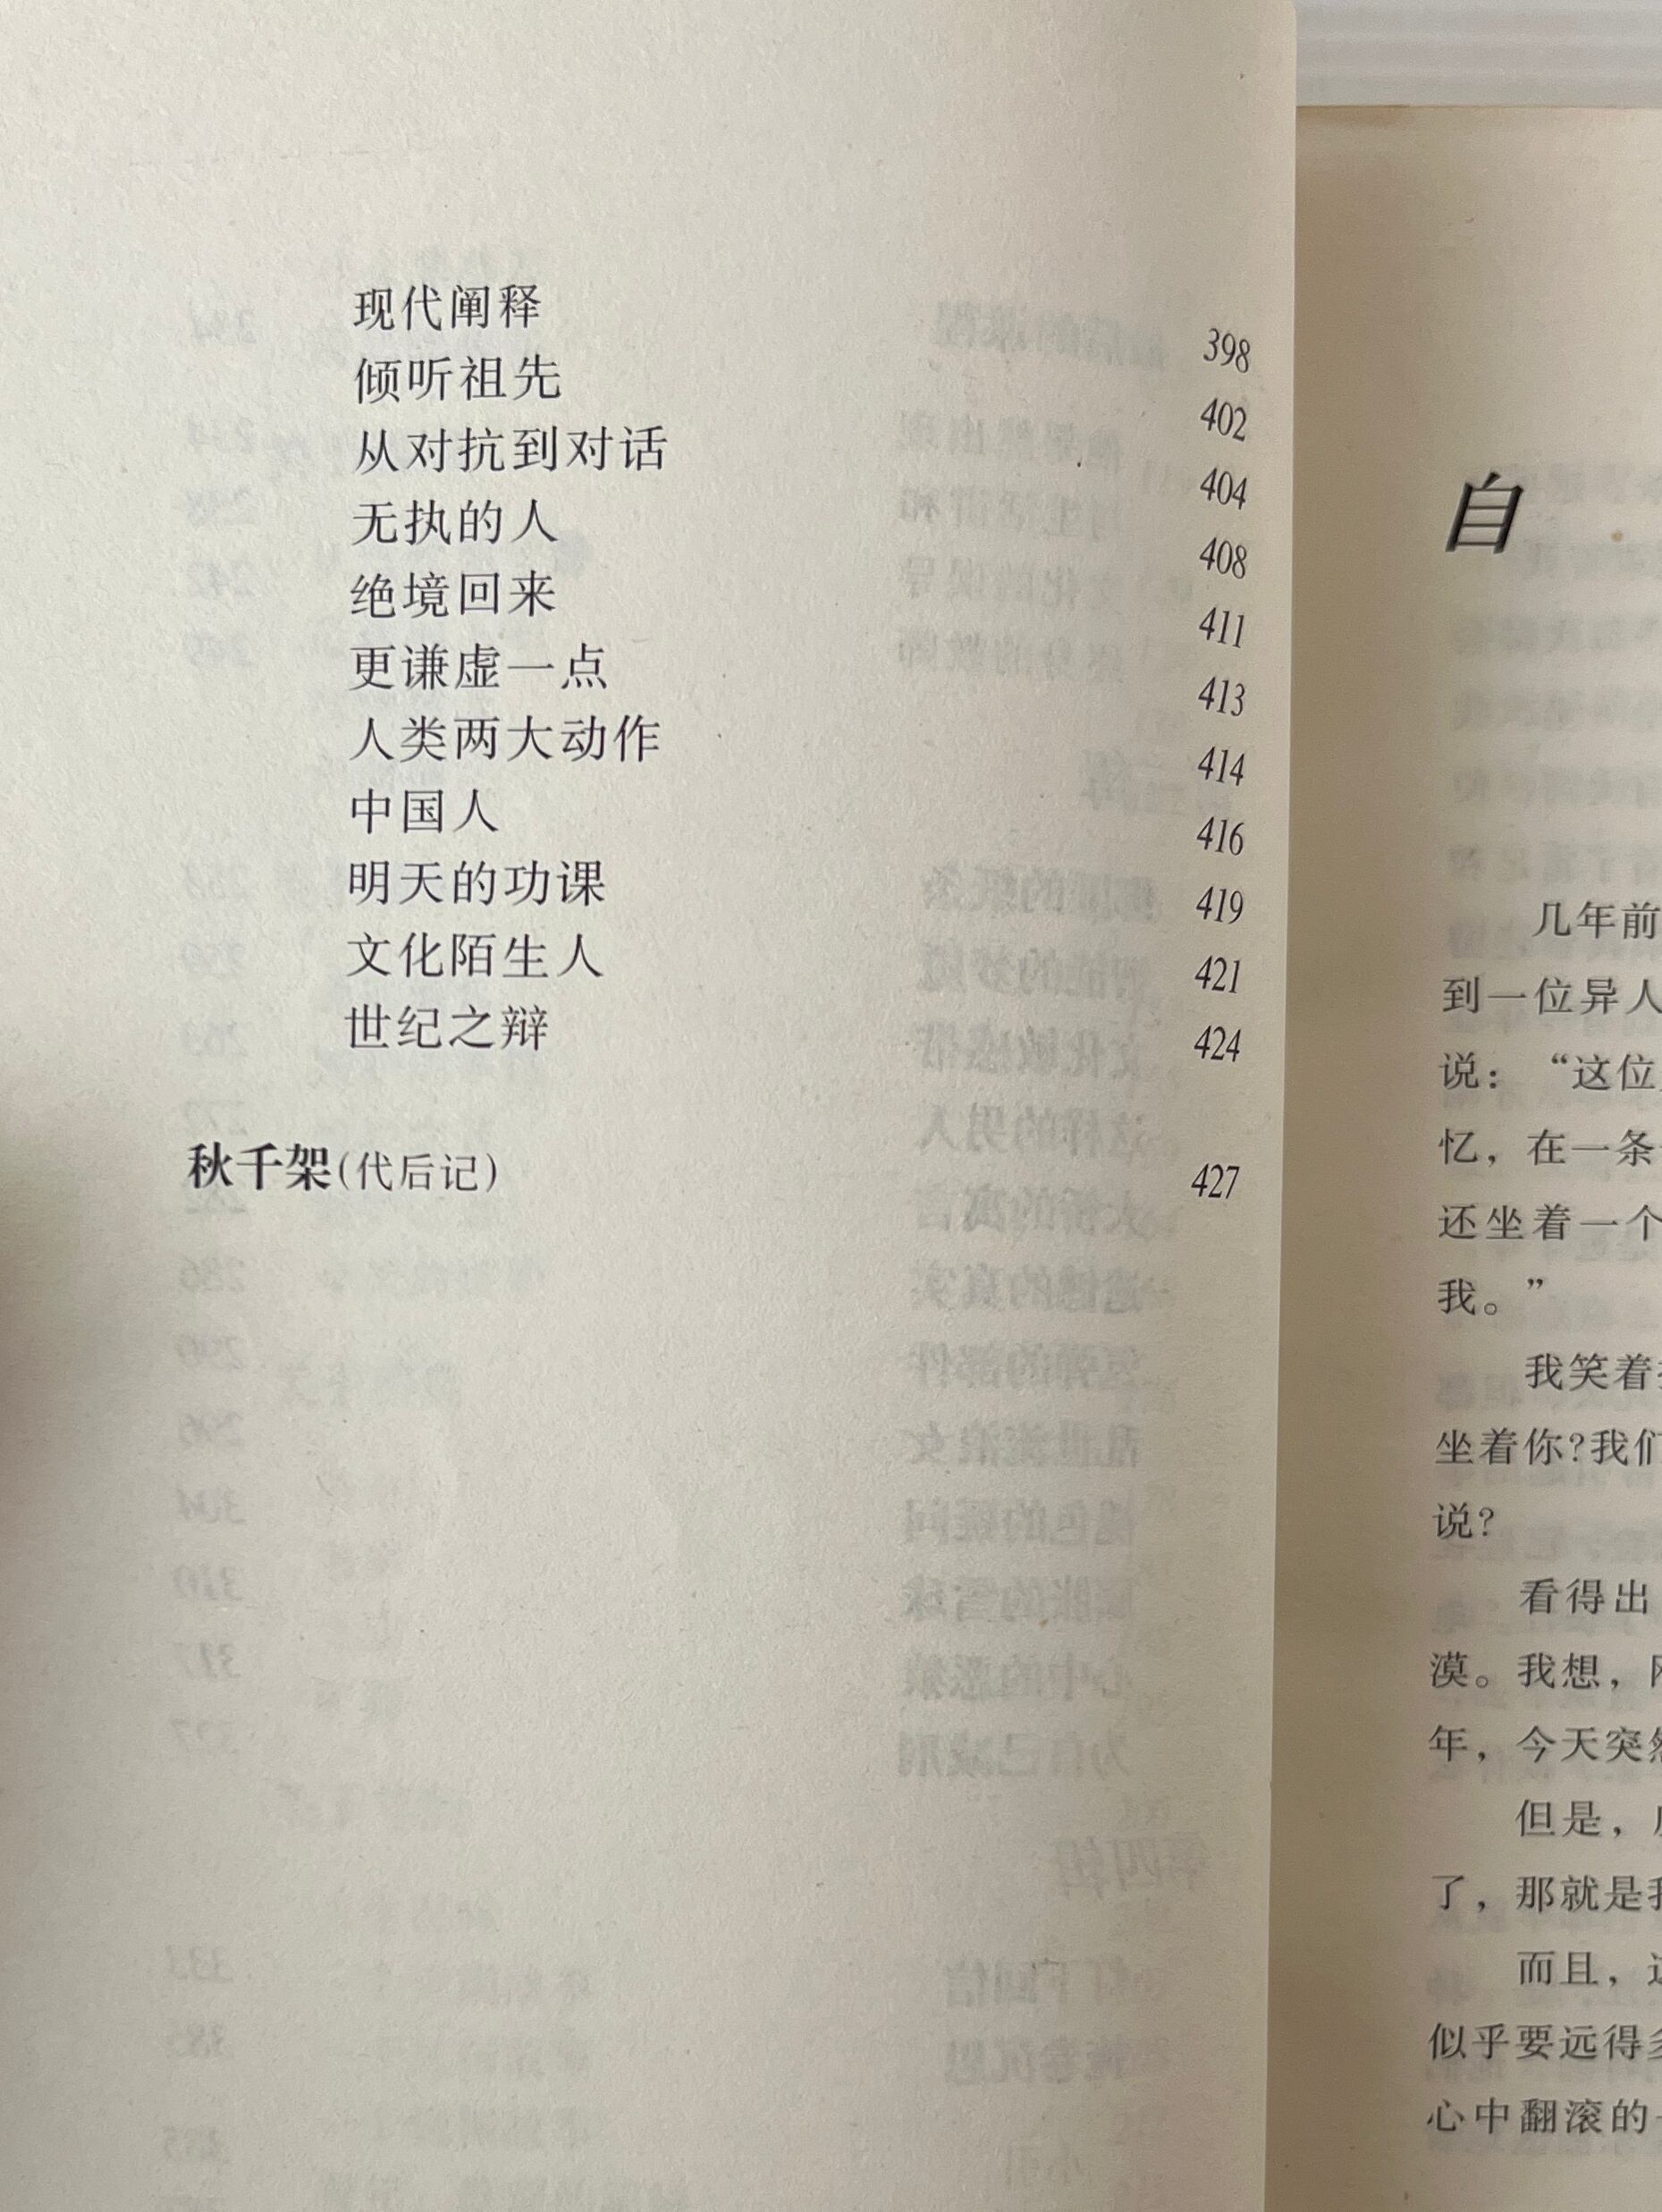 现代阐释 398
倾听祖先 402
从对抗到对话 404
无执的人 408
绝境回来 411
更谦虚一点 413
人类两大动作 414
中国人 416
明天的功课 419
文化陌生人 421
世纪之辩 424
秋千架(代后记) 427
自
几年前
到一位异人
说：“这位
忆，在一条
还坐着一个
我。”
我笑着
坐着你?我们
说?
看得出
漠。我想，
年，今天突然
但是，
了，那就是我
而且，
似乎要远得多
心中翻滚的